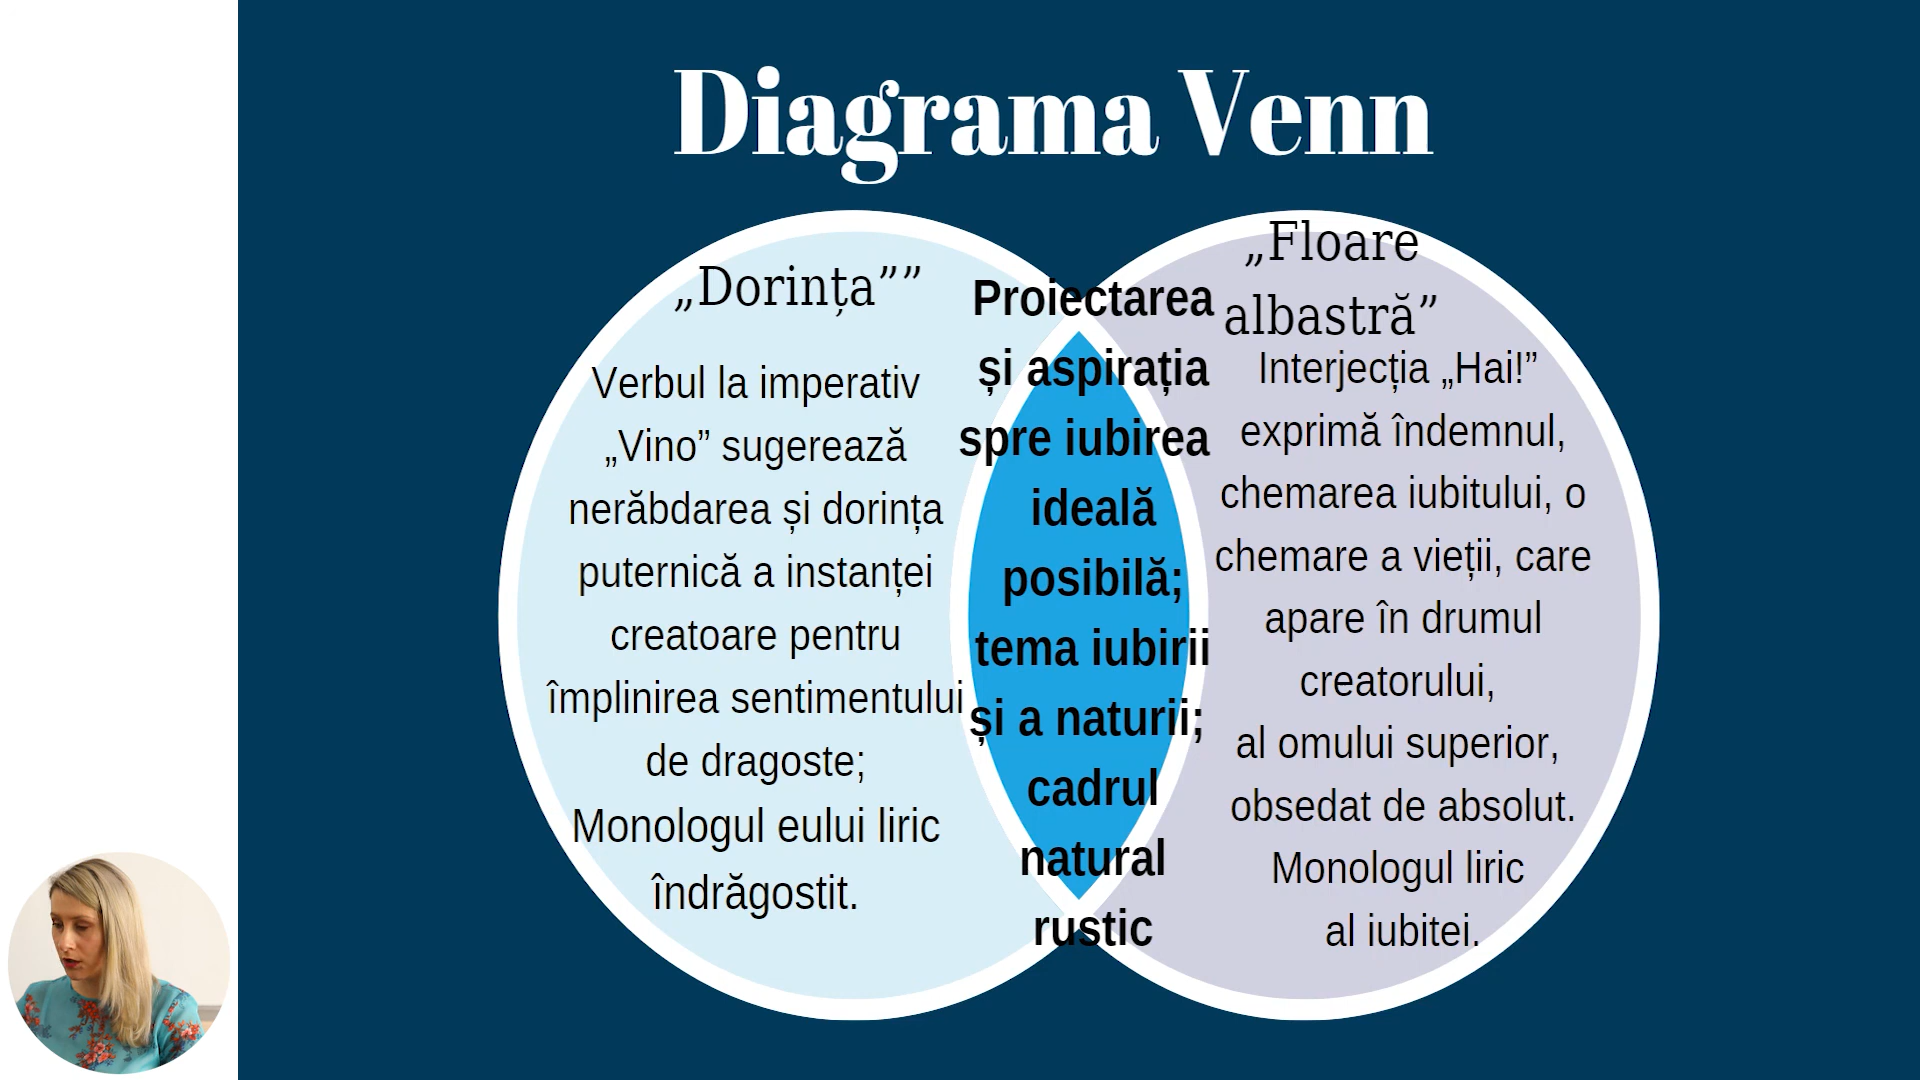 Diagrama Venn
„Dorința””
Verbul la imperativ
„Vino” sugerează
nerăbdarea și dorința
puternică a instanței
creatoare pentru
împlinirea sentimentului
de dragoste;
Monologul eului liric
îndrăgostit.
Proiectarea
și aspirația
spre iubirea
ideală
posibilă;
tema iubirii
și a naturii;
cadrul
natural
rustic
„Floare
albastră”
Interjecția „Hai!”
exprimă îndemnul,
chemarea iubitului, o
chemare a vieții, care
apare în drumul
creatorului,
al omului superior,
obsedat de absolut.
Monologul liric
al iubitei.